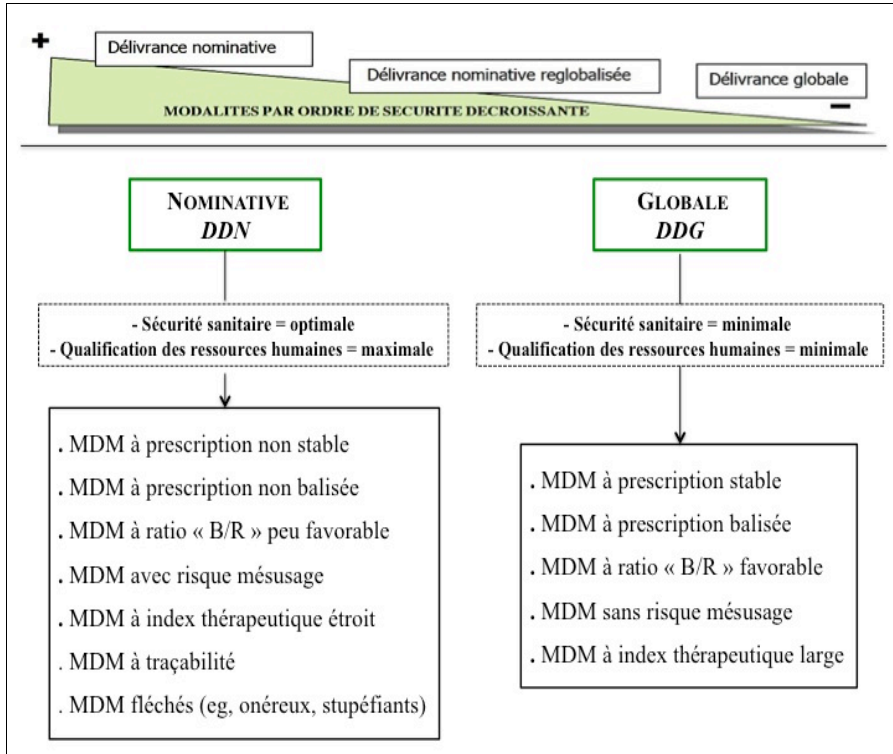 +
Délivrance nominative
Délivrance nominative reglobalisée
Délivrance globale
-
MODALITES PAR ORDRE DE SECURITE DECROISSANTE
NOMINATIVE
DDN
- Sécurité sanitaire = optimale
- Qualification des ressources humaines = maximale
. MDM à prescription non stable
. MDM à prescription non balisée
. MDM à ratio « B/R » peu favorable
. MDM avec risque mésusage
. MDM à index thérapeutique étroit
. MDM à traçabilité
. MDM fléchés (eg, onéreux, stupéfiants)
GLOBALE
DDG
- Sécurité sanitaire = minimale
- Qualification des ressources humaines = minimale
. MDM à prescription stable
. MDM à prescription balisée
. MDM à ratio « B/R » favorable
. MDM sans risque mésusage
. MDM à index thérapeutique large